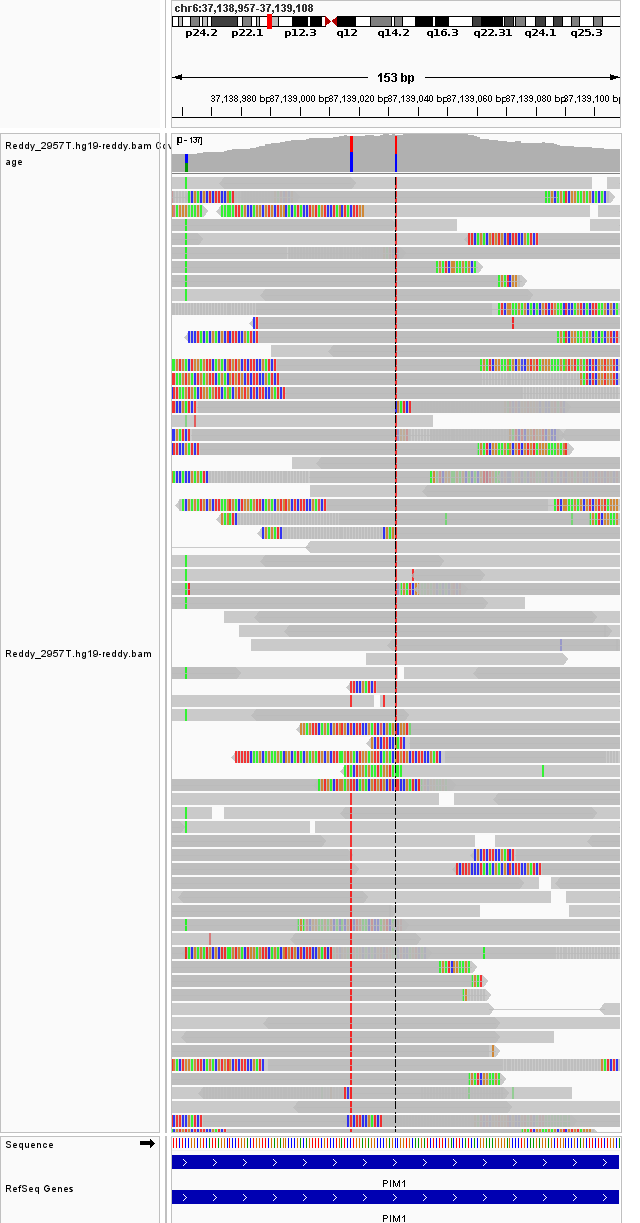 chr6:37,138,957-37,139,108
p24.2 p22.1 p12.3 q12 q14.2 q16.3 q22.31 q24.1 q25.3
153 bp
37,138,980 bp 37,139,000 bp 37,139,020 bp 37,139,040 bp 37,139,060 bp 37,139,080 bp 37,139,100 bp
Reddy_2957T.hg19-reddy.bam Cov
age
[0 - 137]
Reddy_2957T.hg19-reddy.bam
Sequence
RefSeq Genes
PIM1
PIM1